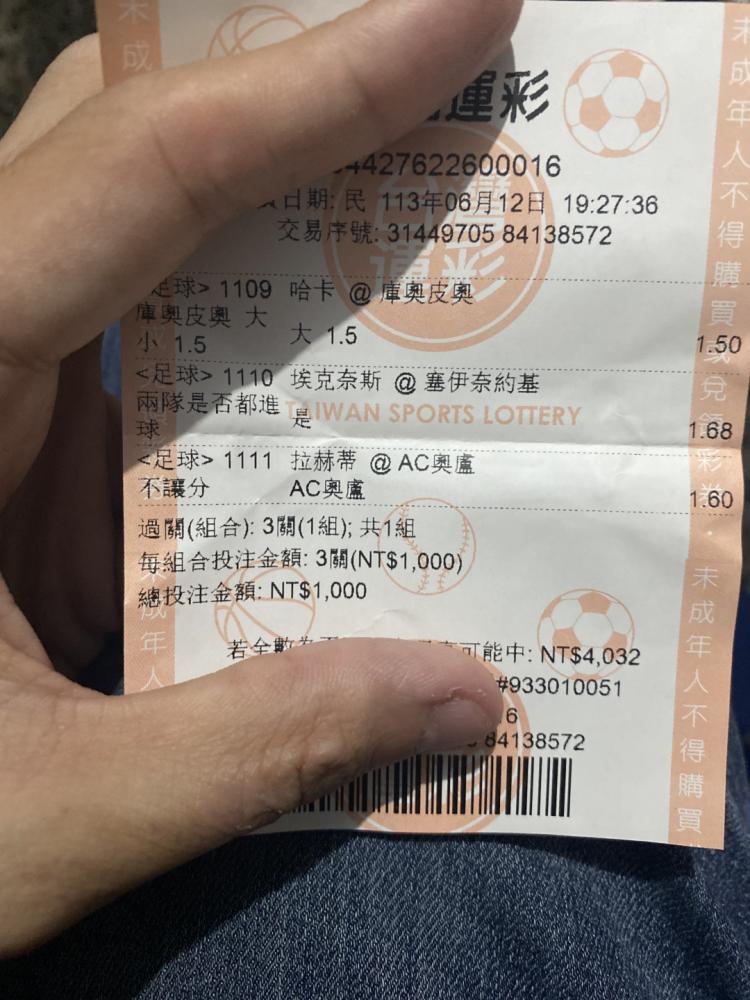 運彩
4427622600016
日期: 民 113年06月12日 19:27:36
交易序號: 31449705 84138572
足球> 1109 哈卡 @ 庫奧皮奧
庫奧皮奧 大小 1.5 大 1.5 1.50
<足球> 1110 埃克奈斯 @ 塞伊奈約基
兩隊是否都進球 是 1.68
TAIWAN SPORTS LOTTERY
<足球> 1111 拉赫蒂 @ AC奧盧
不讓分 AC奧盧 1.60
過關(組合): 3關(1組); 共1組
每組合投注金額: 3關(NT$1,000)
總投注金額: NT$1,000
若全數為 可能中: NT$4,032
#933010051
16
84138572
台灣運彩
未成年人不得購買或兌領彩券.
未成年人不得購買
未成年人